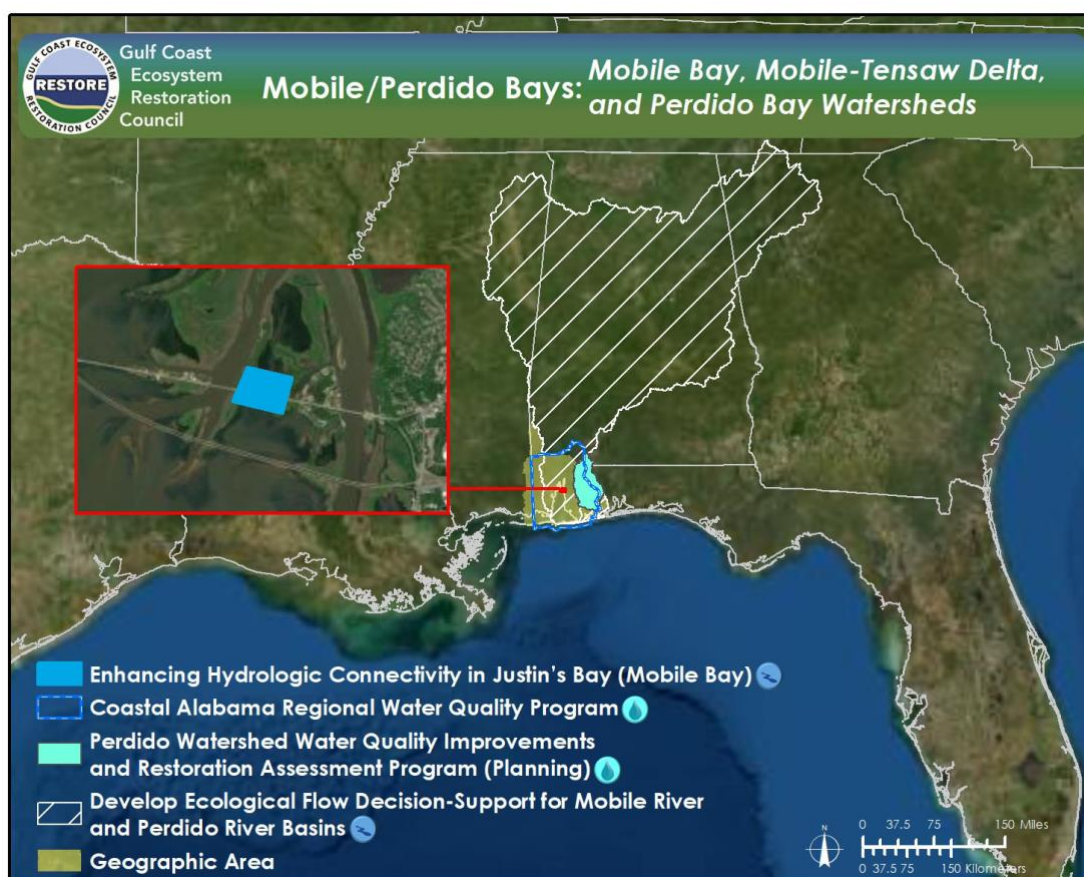 GULF COAST ECOSYSTEM
RESTORE
RESTORATION COUNCIL
Gulf Coast
Ecosystem
Restoration
Council
Mobile/Perdido Bays:
Mobile Bay, Mobile-Tensaw Delta,
and Perdido Bay Watersheds
Enhancing Hydrologic Connectivity in Justin's Bay (Mobile Bay)
Coastal Alabama Regional Water Quality Program
Perdido Watershed Water Quality Improvements
and Restoration Assessment Program (Planning)
Develop Ecological Flow Decision-Support for Mobile River
and Perdido River Basins
Geographic Area
N
0 37.5 75 150 Miles
0 37.5 75 150 Kilometers